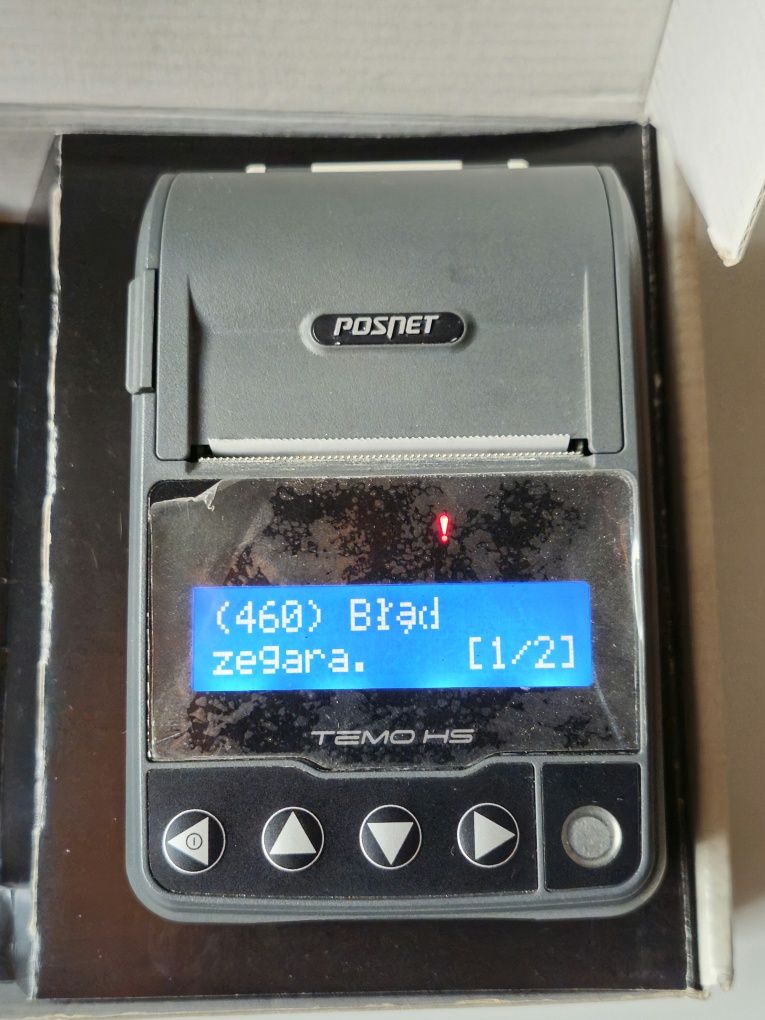 POSNET
(460) Błąd
zegara. [1/2]
TEMO HS